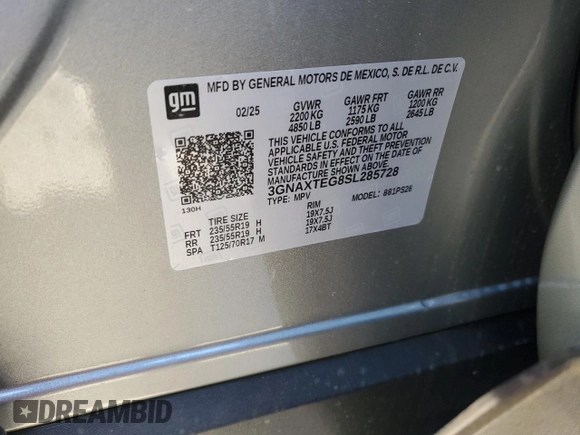 gm
MFD BY GENERAL MOTORS DE MEXICO, S. DE R.L. DE C.V.
02/25 GVWR GAWR FRT GAWR RR
2200 KG 1175 KG 1200 KG
4850 LB 2590 LB 2645 LB
THIS VEHICLE CONFORMS TO ALL
APPLICABLE U.S. FEDERAL MOTOR
VEHICLE SAFETY AND THEFT PREVENTION
STANDARDS IN EFFECT ON THE DATE OF
MANUFACTURE SHOWN ABOVE.
3GNAXTEG8SL285728
TYPE: MPV MODEL: 881PS26
130H
TIRE SIZE RIM
FRT 235/55R19 H 19X7.5J
RR 235/55R19 H 19X7.5J
SPA T125/70R17 M 17X4BT
DREAMBID